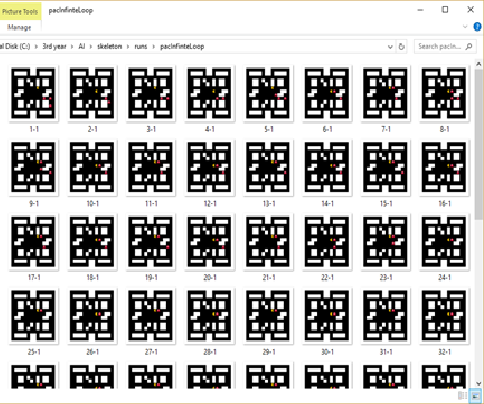 Picture Tools pacInfiniteLoop
Manage
al Disk (C:) > 3rd year > AI > skeleton > runs > pacInfiniteLoop Search pacIn...
1-1 2-1 3-1 4-1 5-1 6-1 7-1 8-1
9-1 10-1 11-1 12-1 13-1 14-1 15-1 16-1
17-1 18-1 19-1 20-1 21-1 22-1 23-1 24-1
25-1 26-1 27-1 28-1 29-1 30-1 31-1 32-1